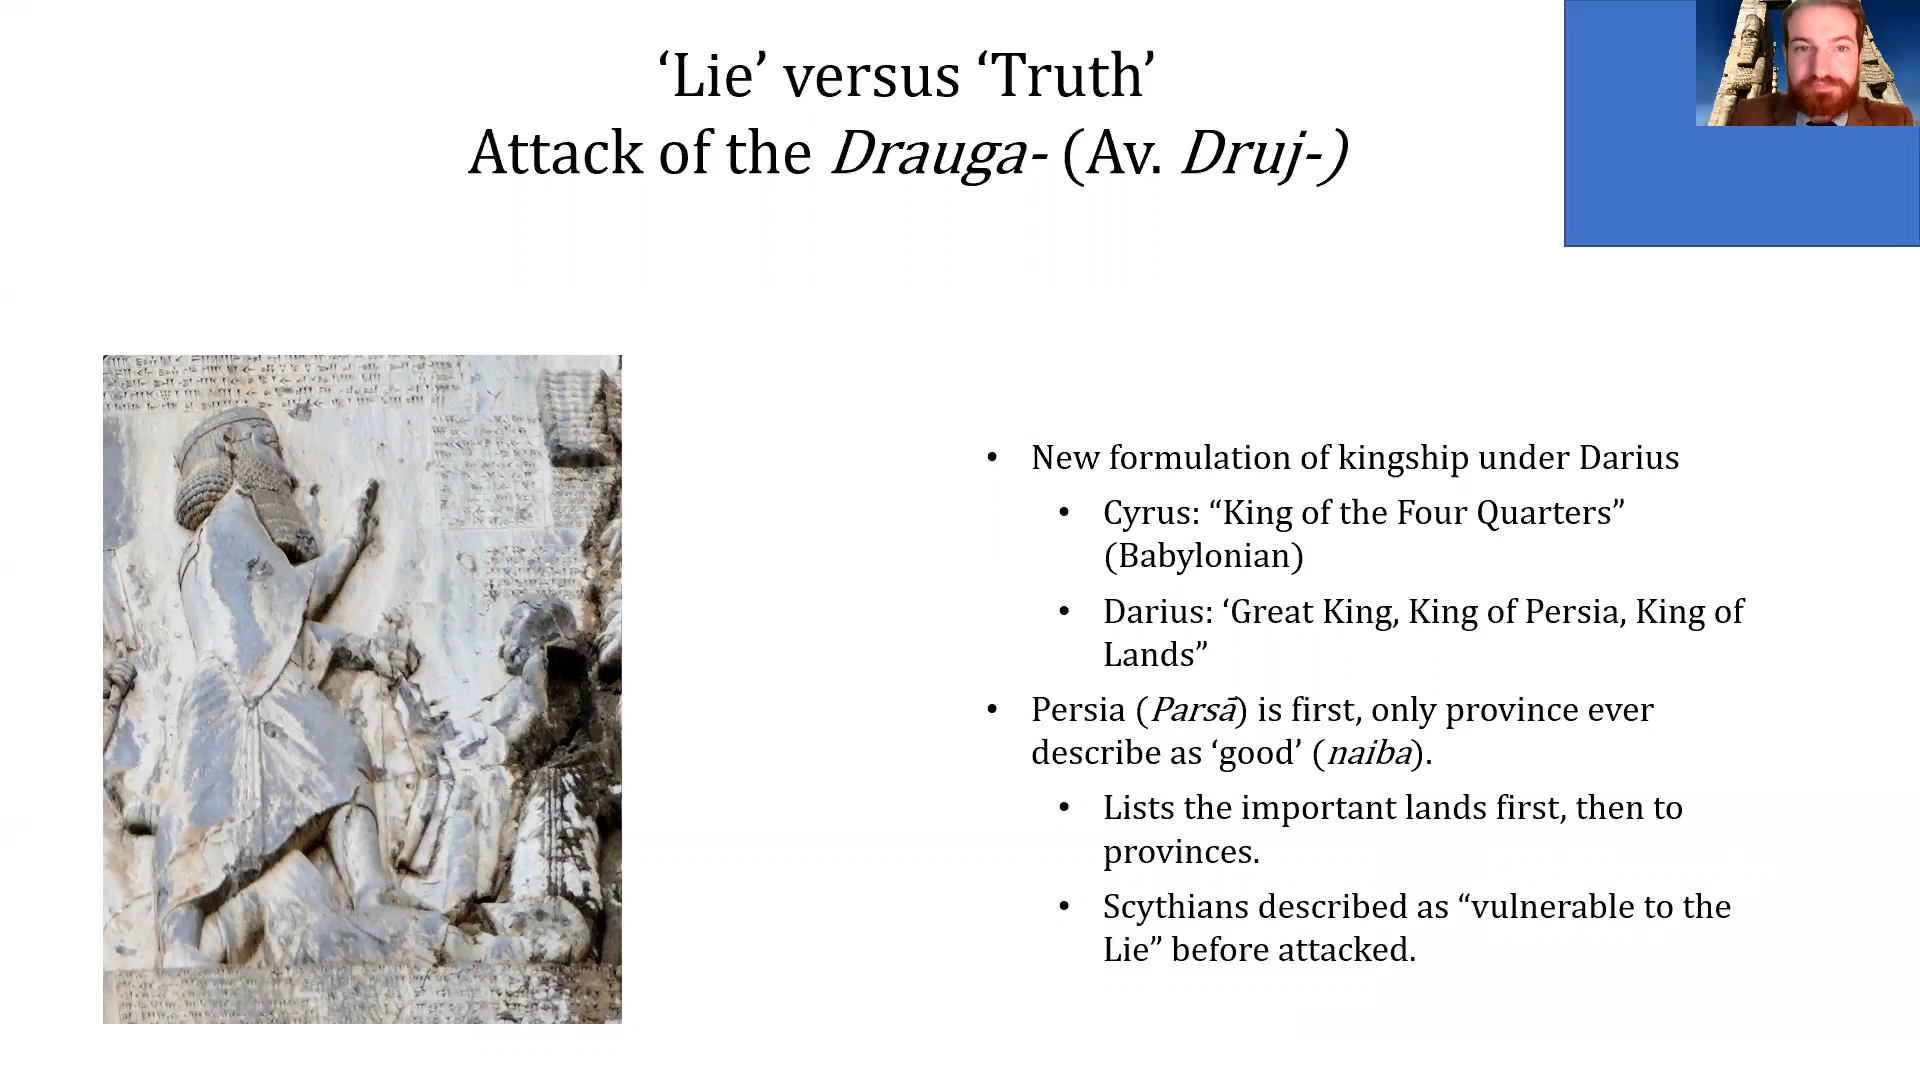 ‘Lie’ versus ‘Truth’
Attack of the Drauga- (Av. Druj-)
• New formulation of kingship under Darius
• Cyrus: “King of the Four Quarters”
(Babylonian)
• Darius: ‘Great King, King of Persia, King of
Lands”
• Persia (Parsā) is first, only province ever
describe as ‘good’ (naiba).
• Lists the important lands first, then to
provinces.
• Scythians described as “vulnerable to the
Lie” before attacked.